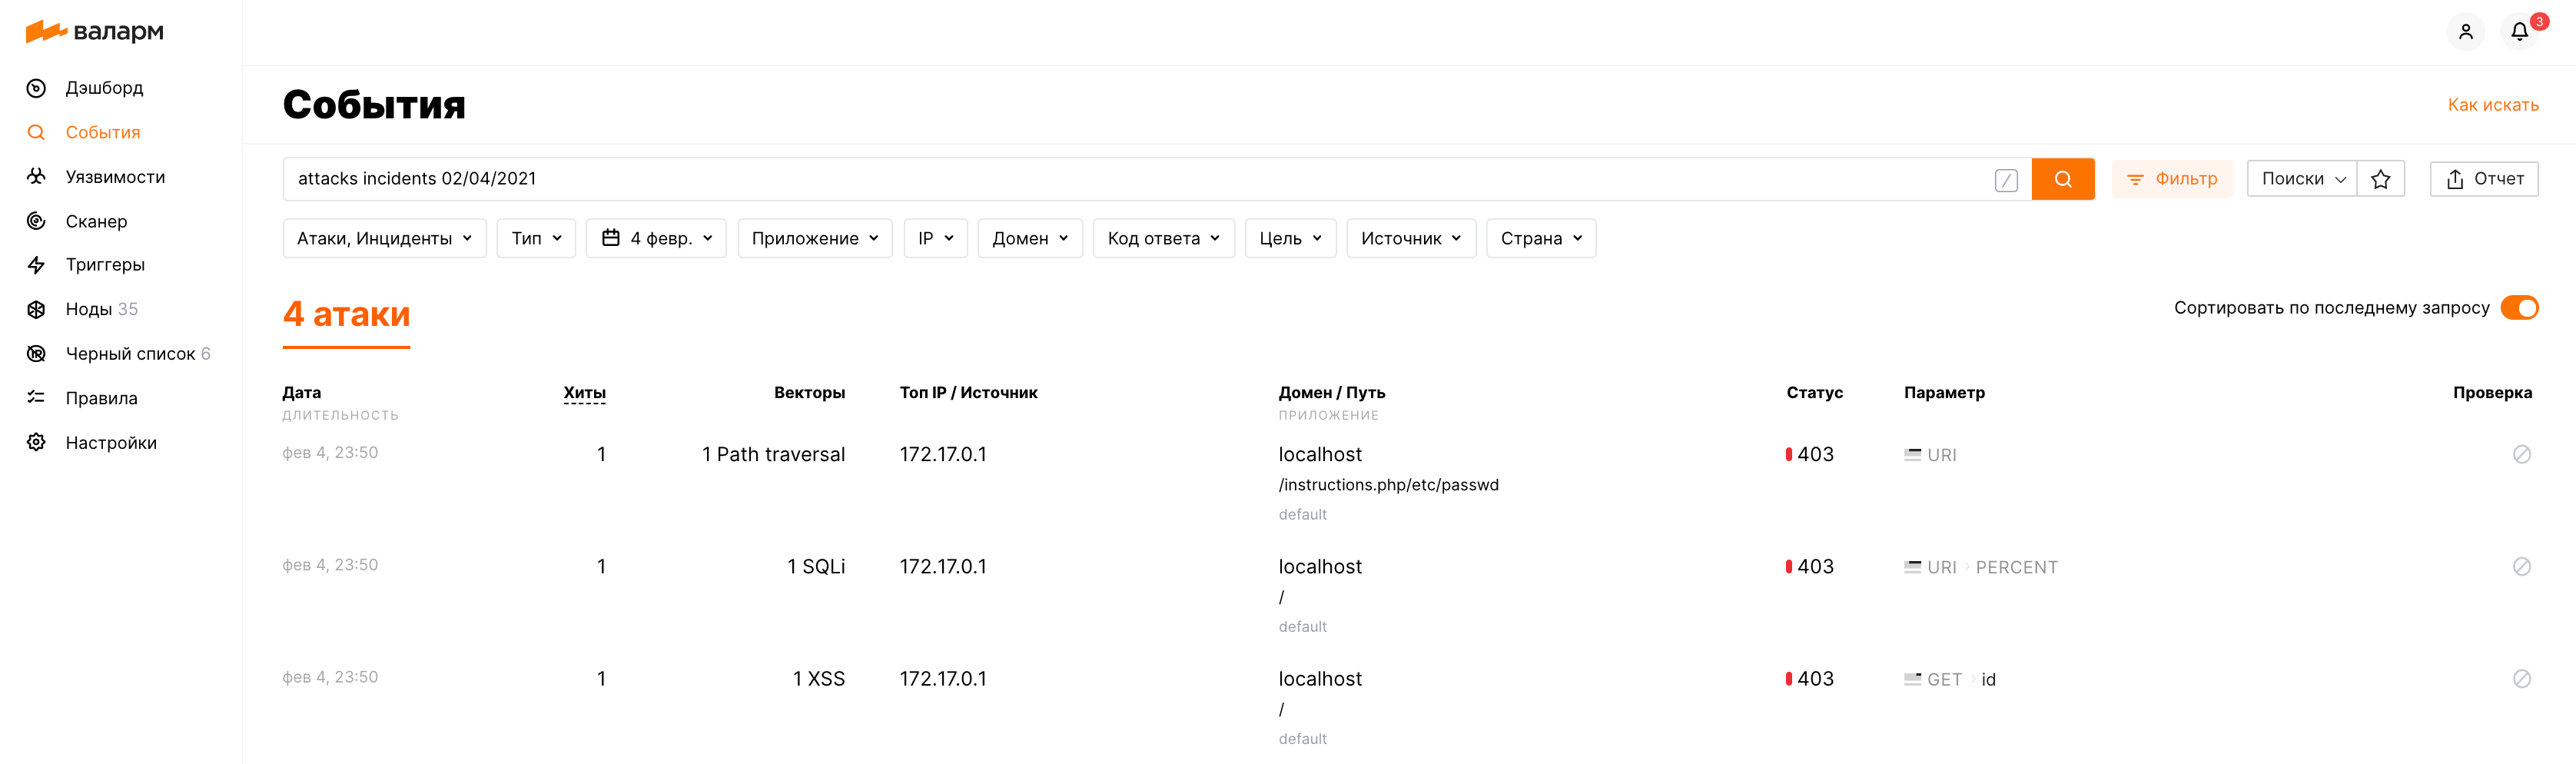 валарм
3
Дэшборд
События
Уязвимости
Сканер
Триггеры
Ноды 35
Черный список 6
Правила
Настройки
События
Как искать
attacks incidents 02/04/2021
/
Фильтр
Поиски
Отчет
Атаки, Инциденты
Тип
4 февр.
Приложение
IP
Домен
Код ответа
Цель
Источник
Страна
4 атаки
Сортировать по последнему запросу
Дата Хиты Векторы Топ IP / Источник Домен / Путь Статус Параметр Проверка
ДЛИТЕЛЬНОСТЬ ПРИЛОЖЕНИЕ
фев 4, 23:50 1 1 Path traversal 172.17.0.1 localhost 403 URI
/instructions.php/etc/passwd
default
фев 4, 23:50 1 1 SQLi 172.17.0.1 localhost 403 URI › PERCENT
/
default
фев 4, 23:50 1 1 XSS 172.17.0.1 localhost 403 GET › id
/
default